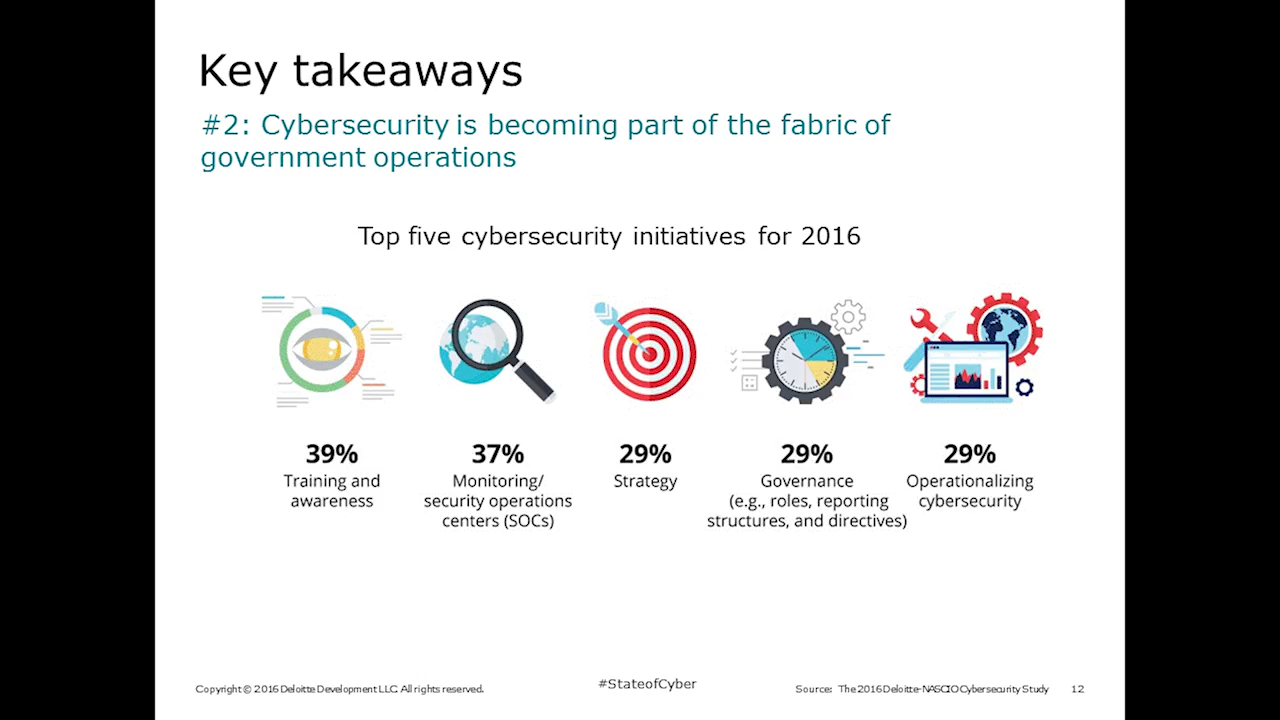 Key takeaways
#2: Cybersecurity is becoming part of the fabric of
government operations
Top five cybersecurity initiatives for 2016
39%
Training and
awareness
37%
Monitoring/
security operations
centers (SOCs)
29%
Strategy
29%
Governance
(e.g., roles, reporting
structures, and directives)
29%
Operationalizing
cybersecurity
Copyright © 2016 Deloitte Development LLC. All rights reserved.
#StateofCyber
Source: The 2016 Deloitte-NASCIO Cybersecurity Study
12